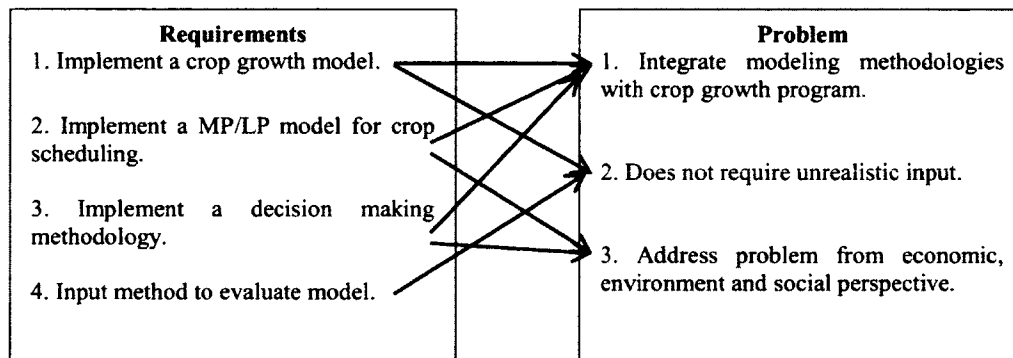 Requirements
1. Implement a crop growth model.
2. Implement a MP/LP model for crop
scheduling.
3. Implement a decision making
methodology.
4. Input method to evaluate model.
Problem
1. Integrate modeling methodologies
with crop growth program.
2. Does not require unrealistic input.
3. Address problem from economic,
environment and social perspective.